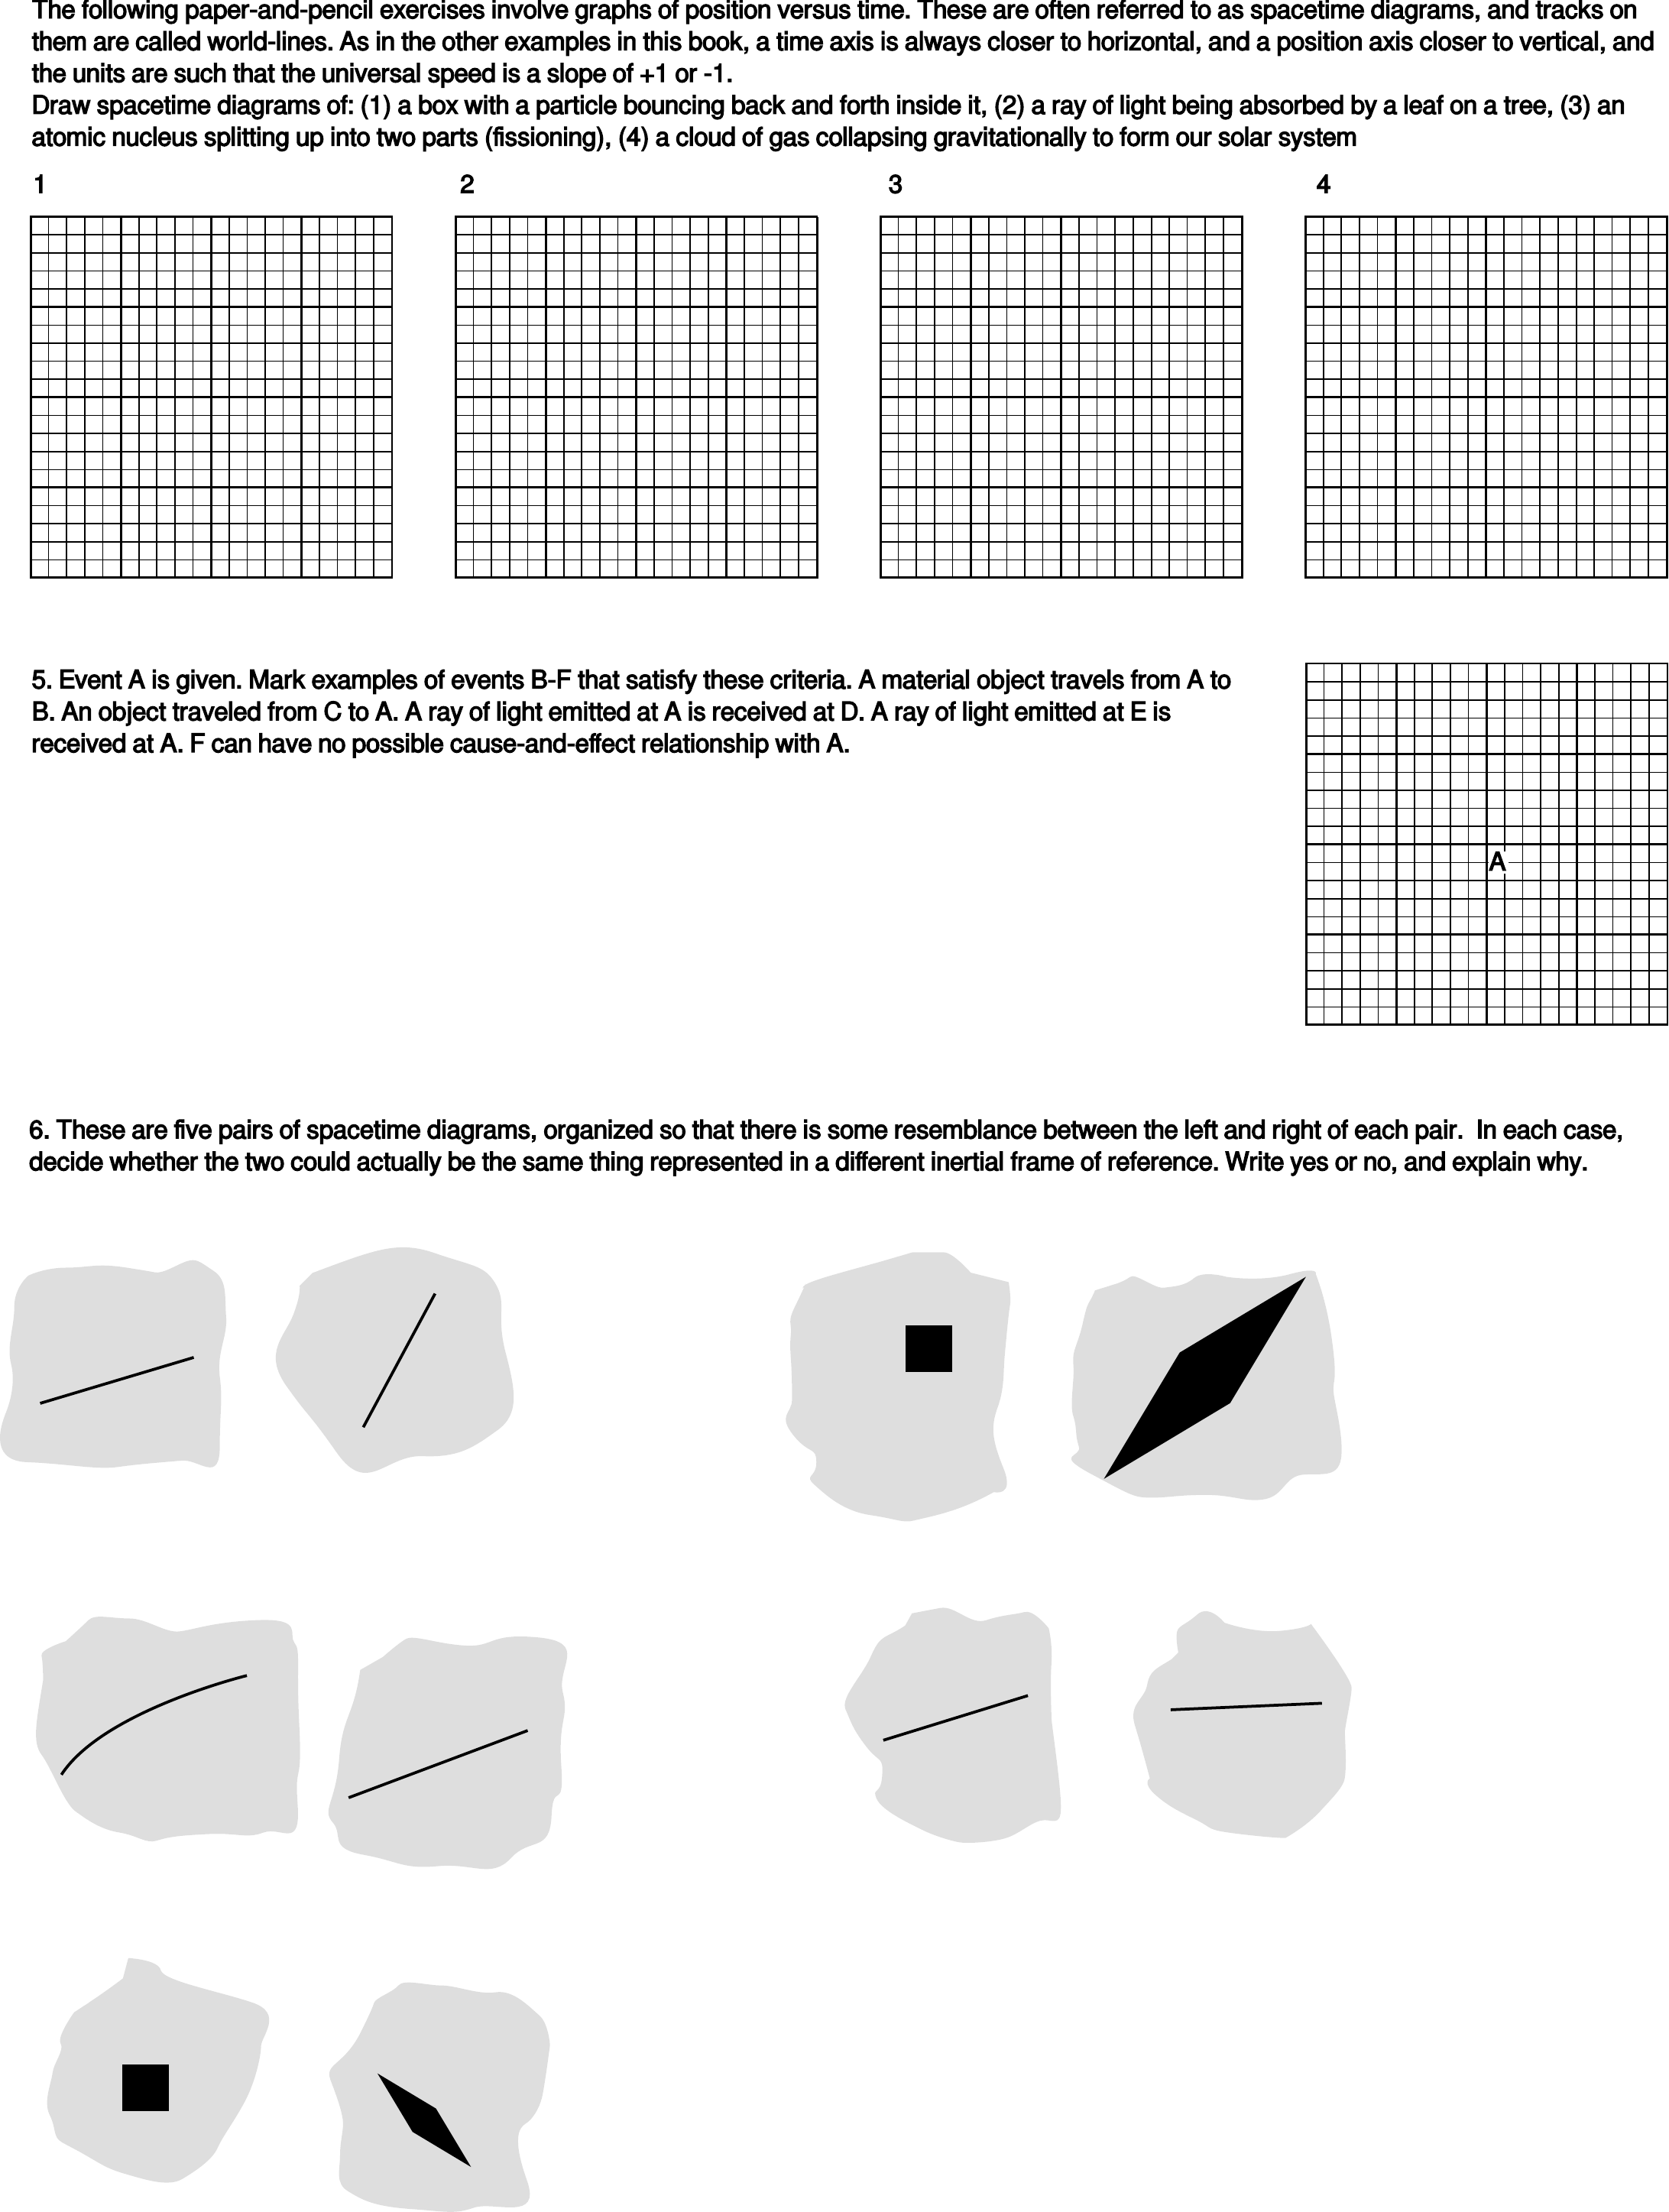 The following paper-and-pencil exercises involve graphs of position versus time. These are often referred to as spacetime diagrams, and tracks on
them are called world-lines. As in the other examples in this book, a time axis is always closer to horizontal, and a position axis closer to vertical, and
the units are such that the universal speed is a slope of +1 or -1.
Draw spacetime diagrams of: (1) a box with a particle bouncing back and forth inside it, (2) a ray of light being absorbed by a leaf on a tree, (3) an
atomic nucleus splitting up into two parts (fissioning), (4) a cloud of gas collapsing gravitationally to form our solar system
1 2 3 4
5. Event A is given. Mark examples of events B-F that satisfy these criteria. A material object travels from A to
B. An object traveled from C to A. A ray of light emitted at A is received at D. A ray of light emitted at E is
received at A. F can have no possible cause-and-effect relationship with A.
A
6. These are five pairs of spacetime diagrams, organized so that there is some resemblance between the left and right of each pair.  In each case,
decide whether the two could actually be the same thing represented in a different inertial frame of reference. Write yes or no, and explain why.